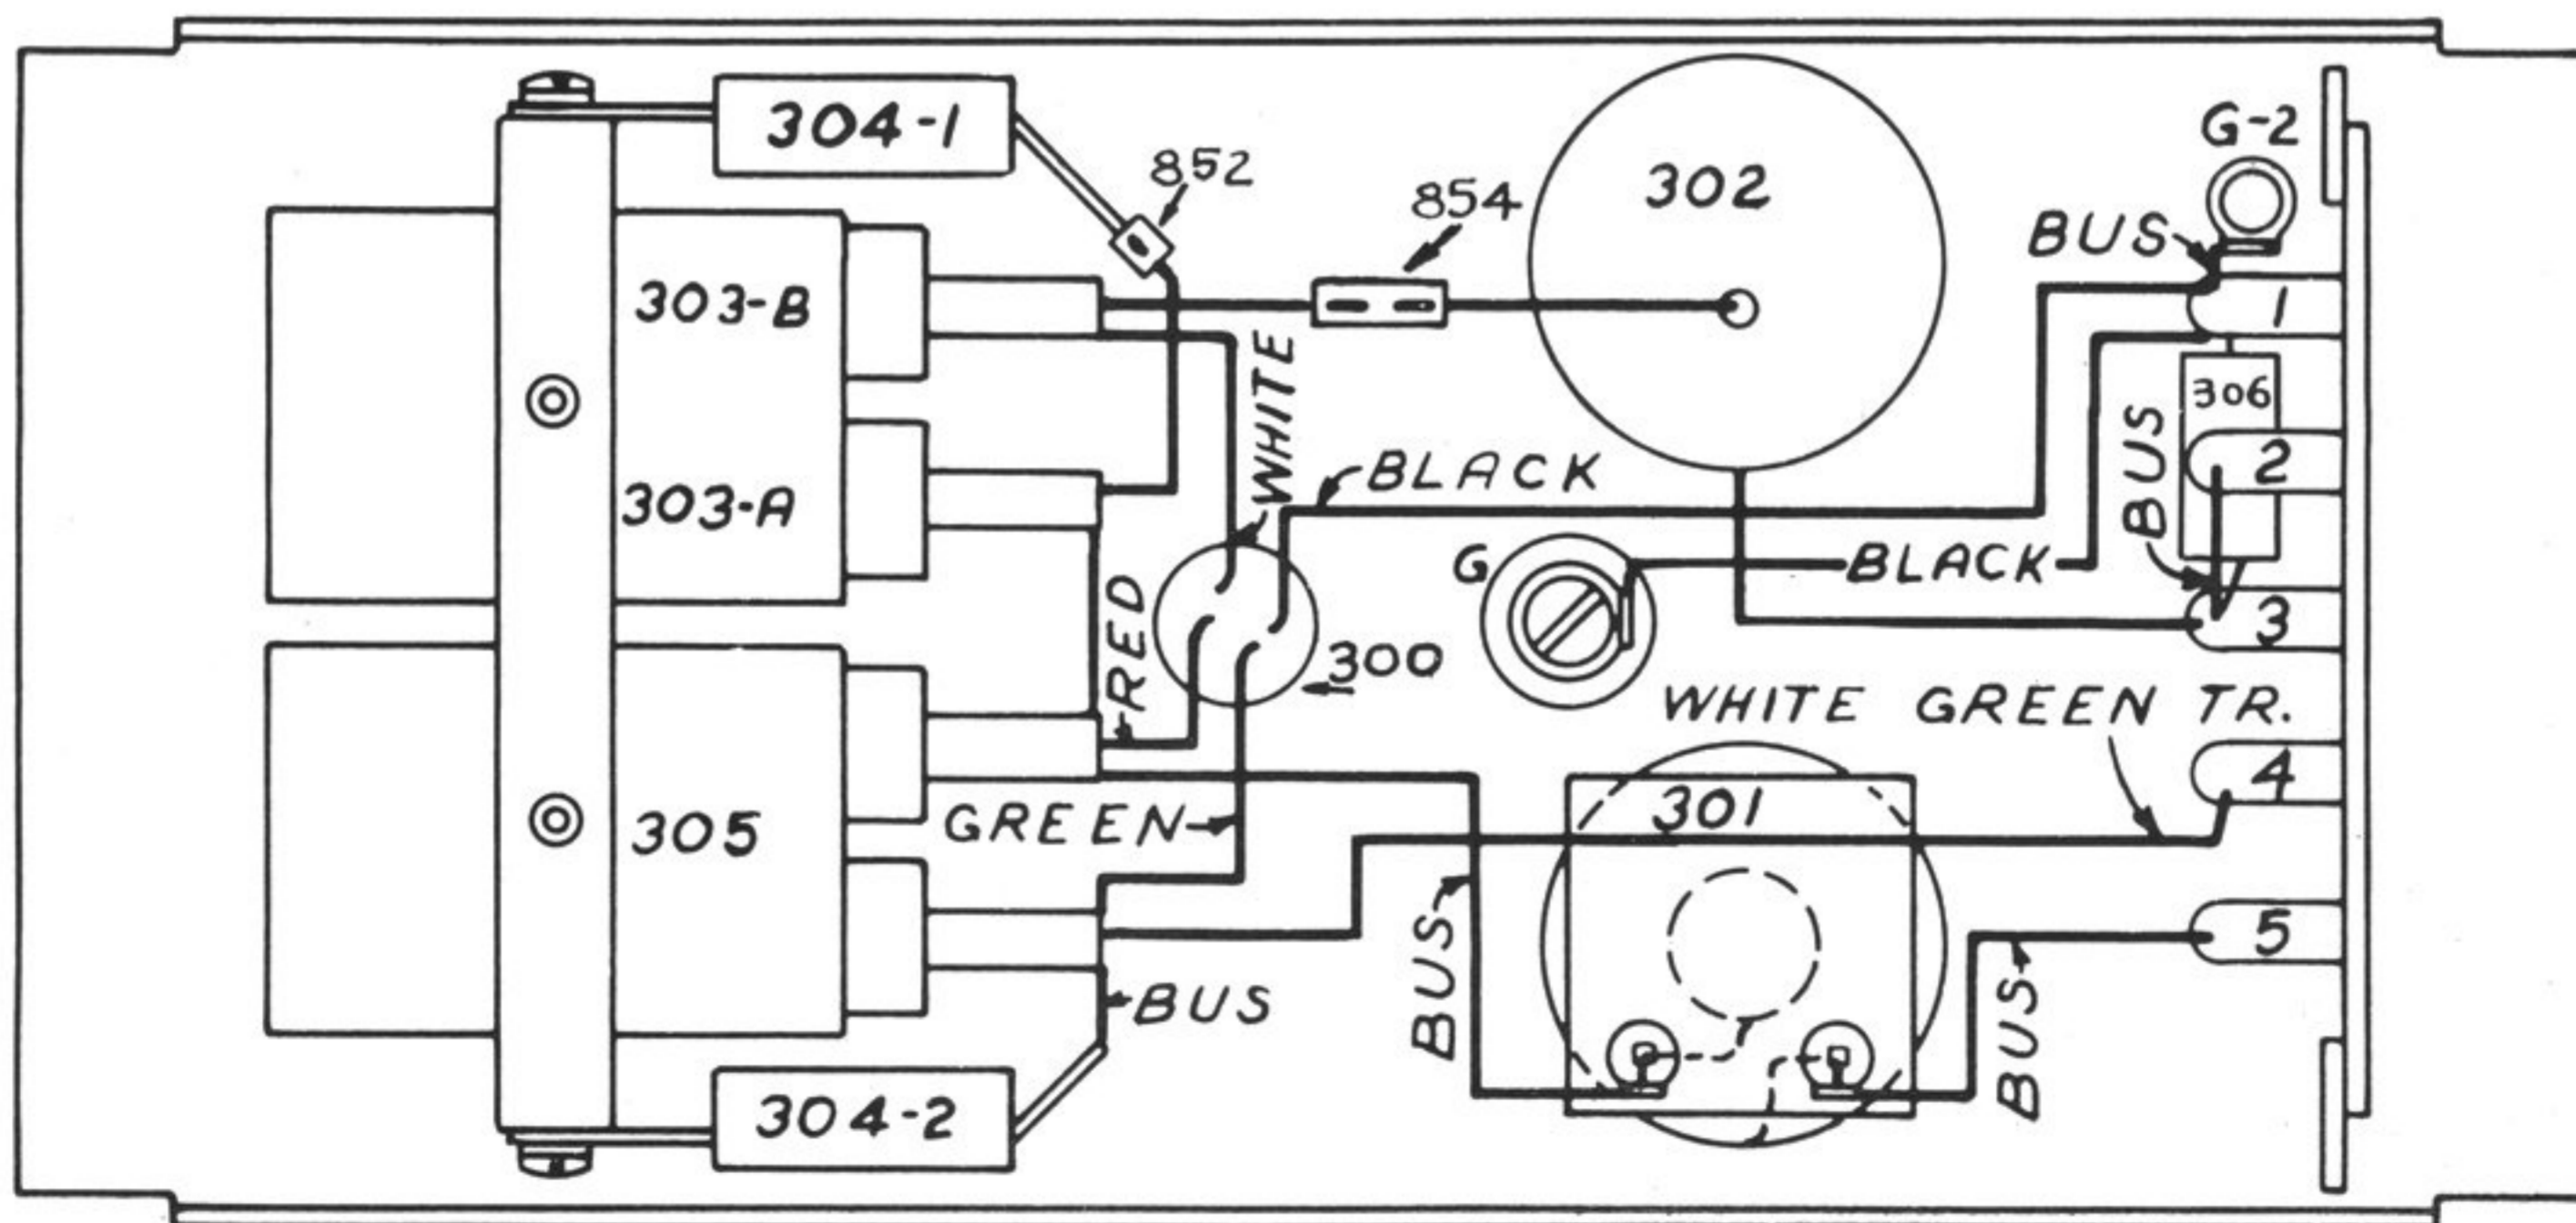 304-1
852
854
302
G-2
BUS
1
303-B
WHITE
306
BUS
2
303-A
BLACK
G
BLACK
RED
3
300
WHITE GREEN TR.
4
305
GREEN
301
BUS
5
BUS
BUS
304-2